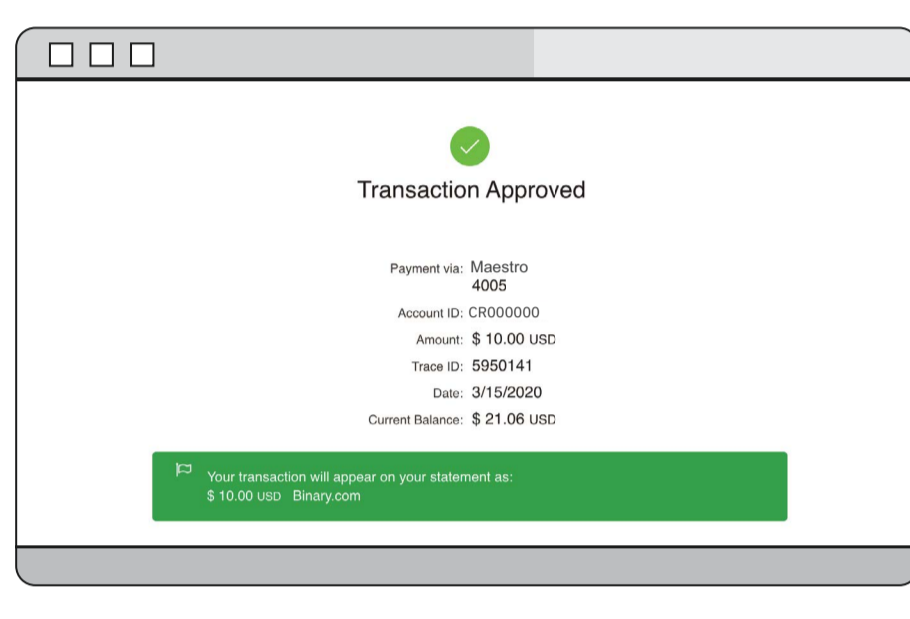 Transaction Approved
Payment via: Maestro
4005
Account ID: CR000000
Amount: $ 10.00 USD
Trace ID: 5950141
Date: 3/15/2020
Current Balance: $ 21.06 USD
Your transaction will appear on your statement as:
$ 10.00 USD Binary.com